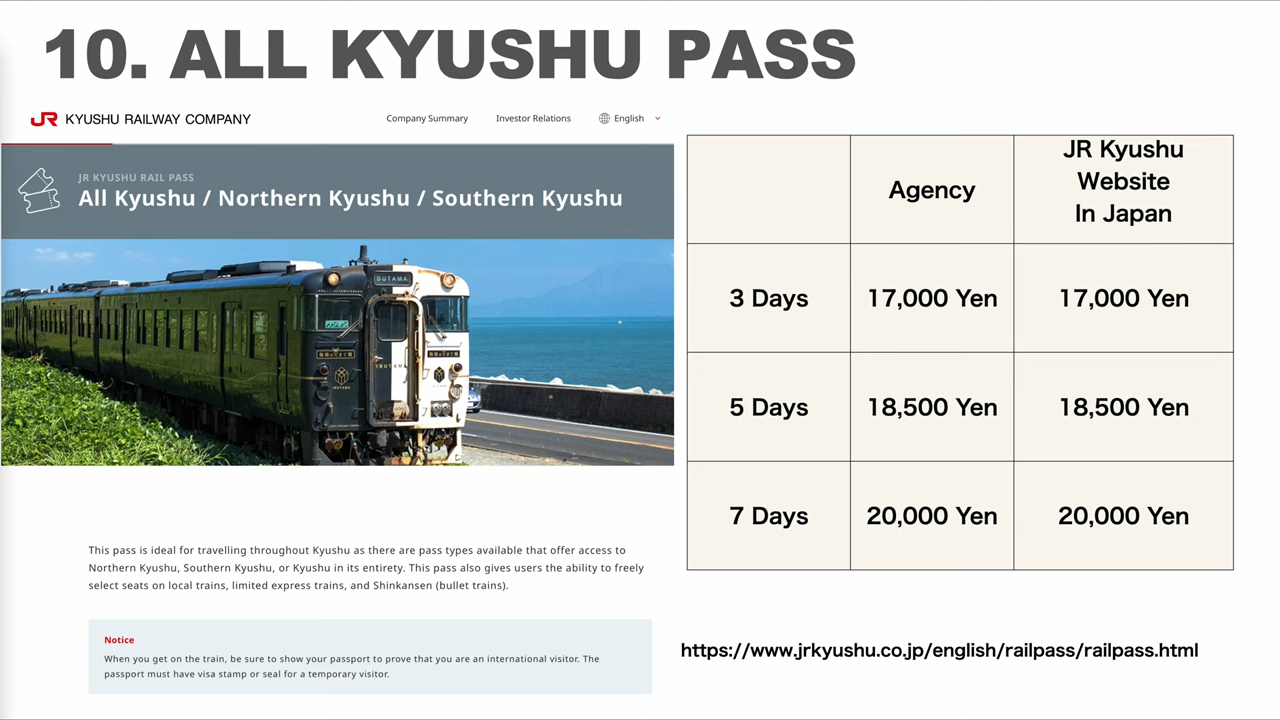 10. ALL KYUSHU PASS
JR KYUSHU RAILWAY COMPANY
Company Summary
Investor Relations
English
JR KYUSHU RAIL PASS
All Kyushu / Northern Kyushu / Southern Kyushu
IBUTAMA
IBUTAMA
This pass is ideal for travelling throughout Kyushu as there are pass types available that offer access to
Northern Kyushu, Southern Kyushu, or Kyushu in its entirety. This pass also gives users the ability to freely
select seats on local trains, limited express trains, and Shinkansen (bullet trains).
Notice
When you get on the train, be sure to show your passport to prove that you are an international visitor. The
passport must have visa stamp or seal for a temporary visitor.
Agency
JR Kyushu
Website
In Japan
3 Days
17,000 Yen
17,000 Yen
5 Days
18,500 Yen
18,500 Yen
7 Days
20,000 Yen
20,000 Yen
https://www.jrkyushu.co.jp/english/railpass/railpass.html